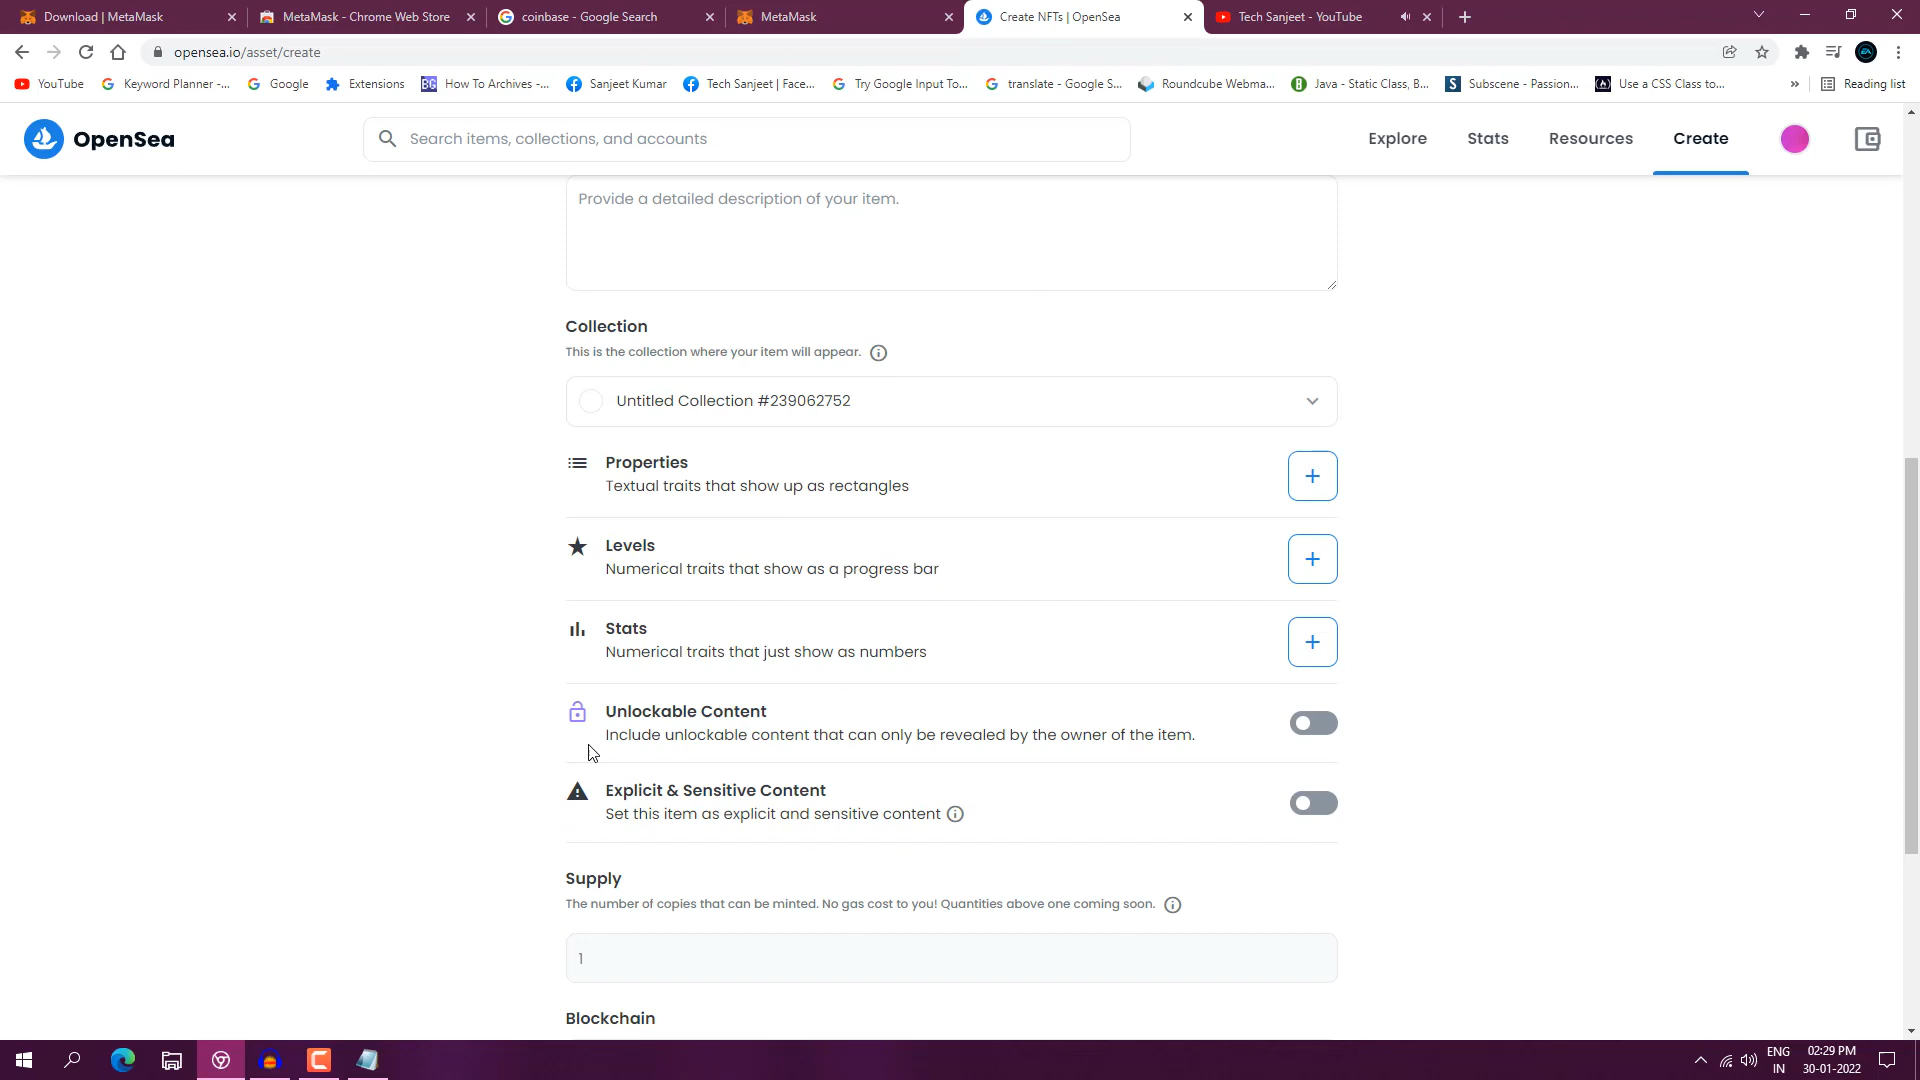 Download | MetaMask
MetaMask - Chrome Web Store
coinbase - Google Search
MetaMask
Create NFTs | OpenSea
Tech Sanjeet - YouTube
opensea.io/asset/create
YouTube
Keyword Planner -...
Google
Extensions
How To Archives -...
Sanjeet Kumar
Tech Sanjeet | Face...
Try Google Input To...
translate - Google S...
Roundcube Webma...
Java - Static Class, B...
Subscene - Passion...
Use a CSS Class to...
»
Reading list
OpenSea
Search items, collections, and accounts
Explore
Stats
Resources
Create
Provide a detailed description of your item.
Collection
This is the collection where your item will appear.
Untitled Collection #239062752
Properties
Textual traits that show up as rectangles
Levels
Numerical traits that show as a progress bar
Stats
Numerical traits that just show as numbers
Unlockable Content
Include unlockable content that can only be revealed by the owner of the item.
Explicit & Sensitive Content
Set this item as explicit and sensitive content
Supply
The number of copies that can be minted. No gas cost to you! Quantities above one coming soon.
1
Blockchain
ENG
IN
02:29 PM
30-01-2022